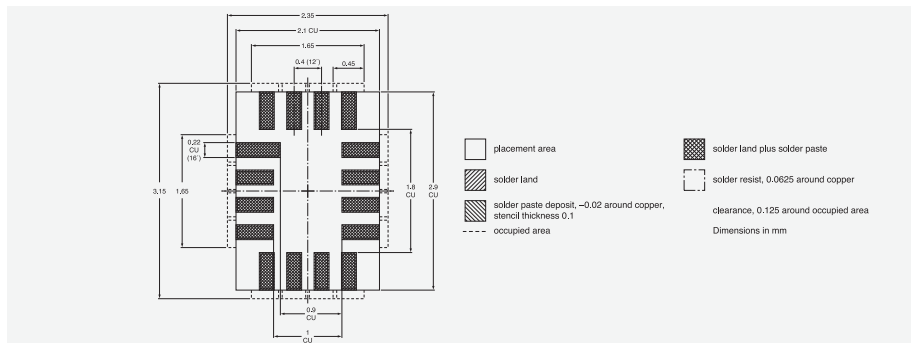 2.35
2.1 CU
1.65
0.4 (12˙)
0.45
0.22
CU
(16˙)
3.15
1.65
1.8
CU
2.9
CU
0.9
CU
1
CU
placement area
solder land plus solder paste
solder land
solder resist, 0.0625 around copper
solder paste deposit, –0.02 around copper,
stencil thickness 0.1
clearance, 0.125 around occupied area
occupied area
Dimensions in mm